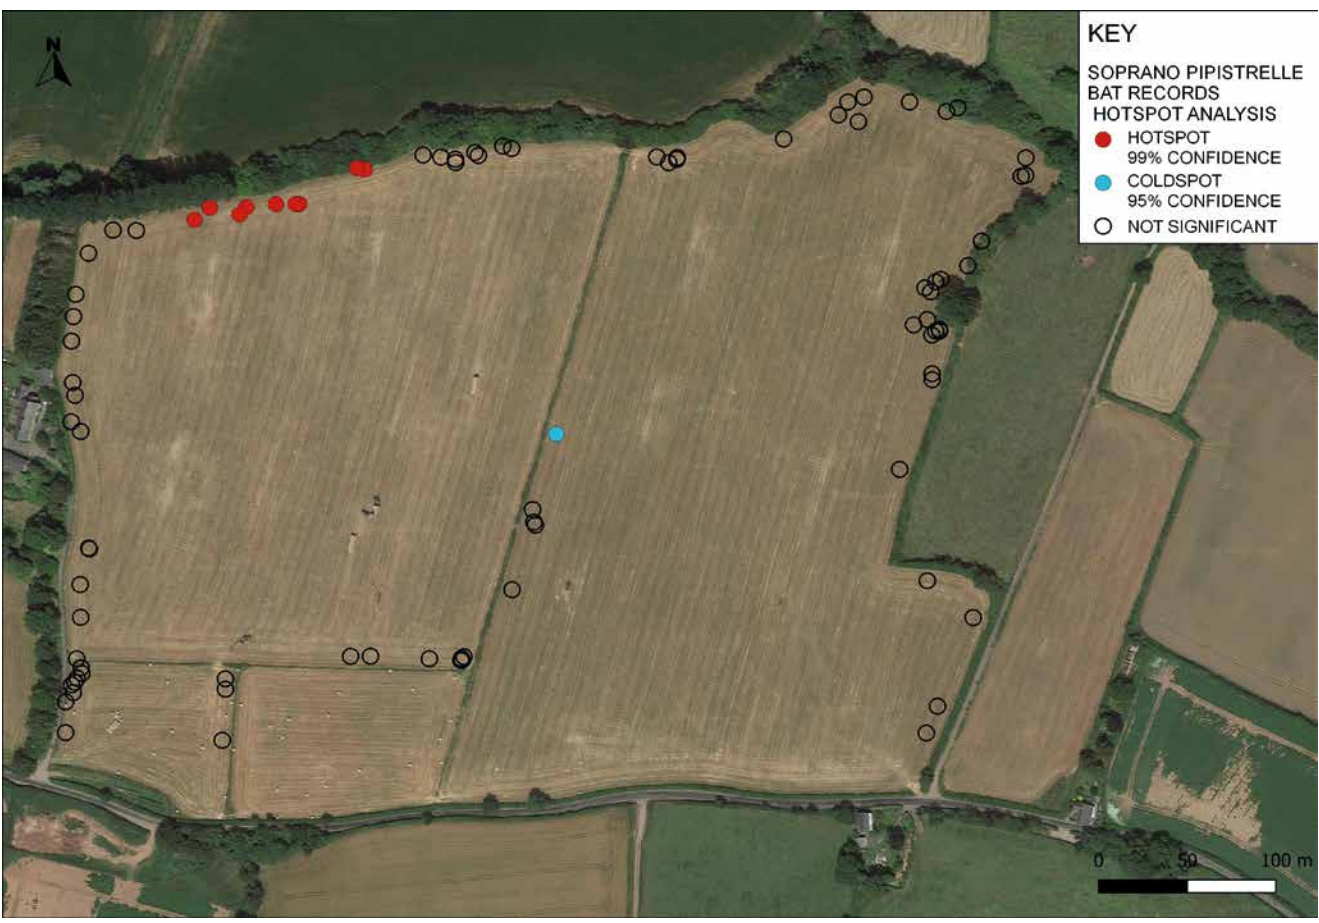 N
KEY
SOPRANO PIPISTRELLE
BAT RECORDS
HOTSPOT ANALYSIS
HOTSPOT
99% CONFIDENCE
COLDSPOT
95% CONFIDENCE
NOT SIGNIFICANT
0 50 100 m